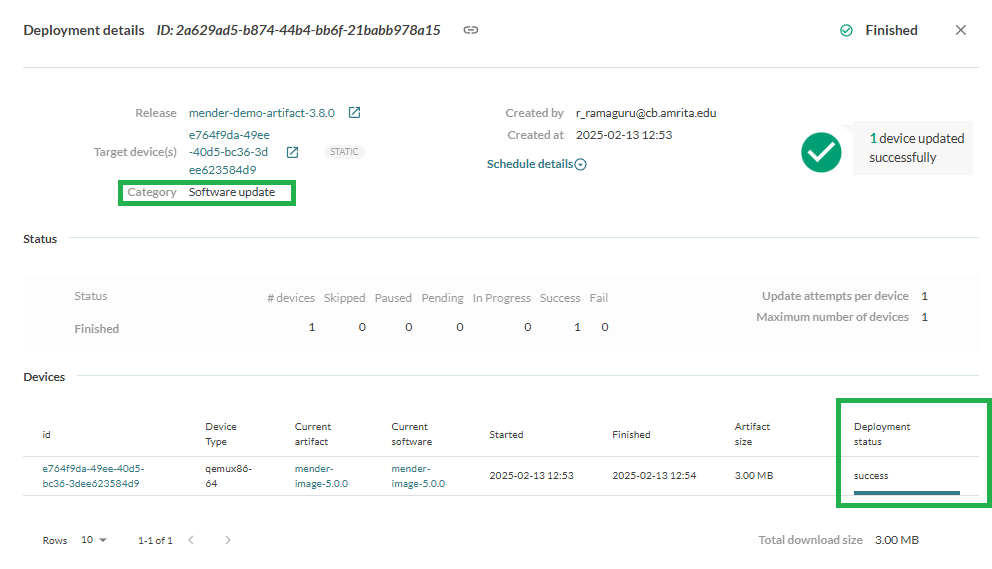 Deployment details ID: 2a629ad5-b874-44b4-bb6f-21babb978a15 Finished
Release mender-demo-artifact-3.8.0
Target device(s) e764f9da-49ee
-40d5-bc36-3d
ee623584d9
STATIC
Category Software update
Created by r_ramaguru@cb.amrita.edu
Created at 2025-02-13 12:53
Schedule details
1 device updated
successfully
Status
Status # devices Skipped Paused Pending In Progress Success Fail
Finished 1 0 0 0 0 1 0
Update attempts per device 1
Maximum number of devices 1
Devices
id Device
Type Current
artifact Current
software Started Finished Artifact
size Deployment
status
e764f9da-49ee-40d5-
bc36-3dee623584d9 qemux86-
64 mender-
image-5.0.0 mender-
image-5.0.0 2025-02-13 12:53 2025-02-13 12:54 3.00 MB success
Rows 10 1-1 of 1 Total download size 3.00 MB